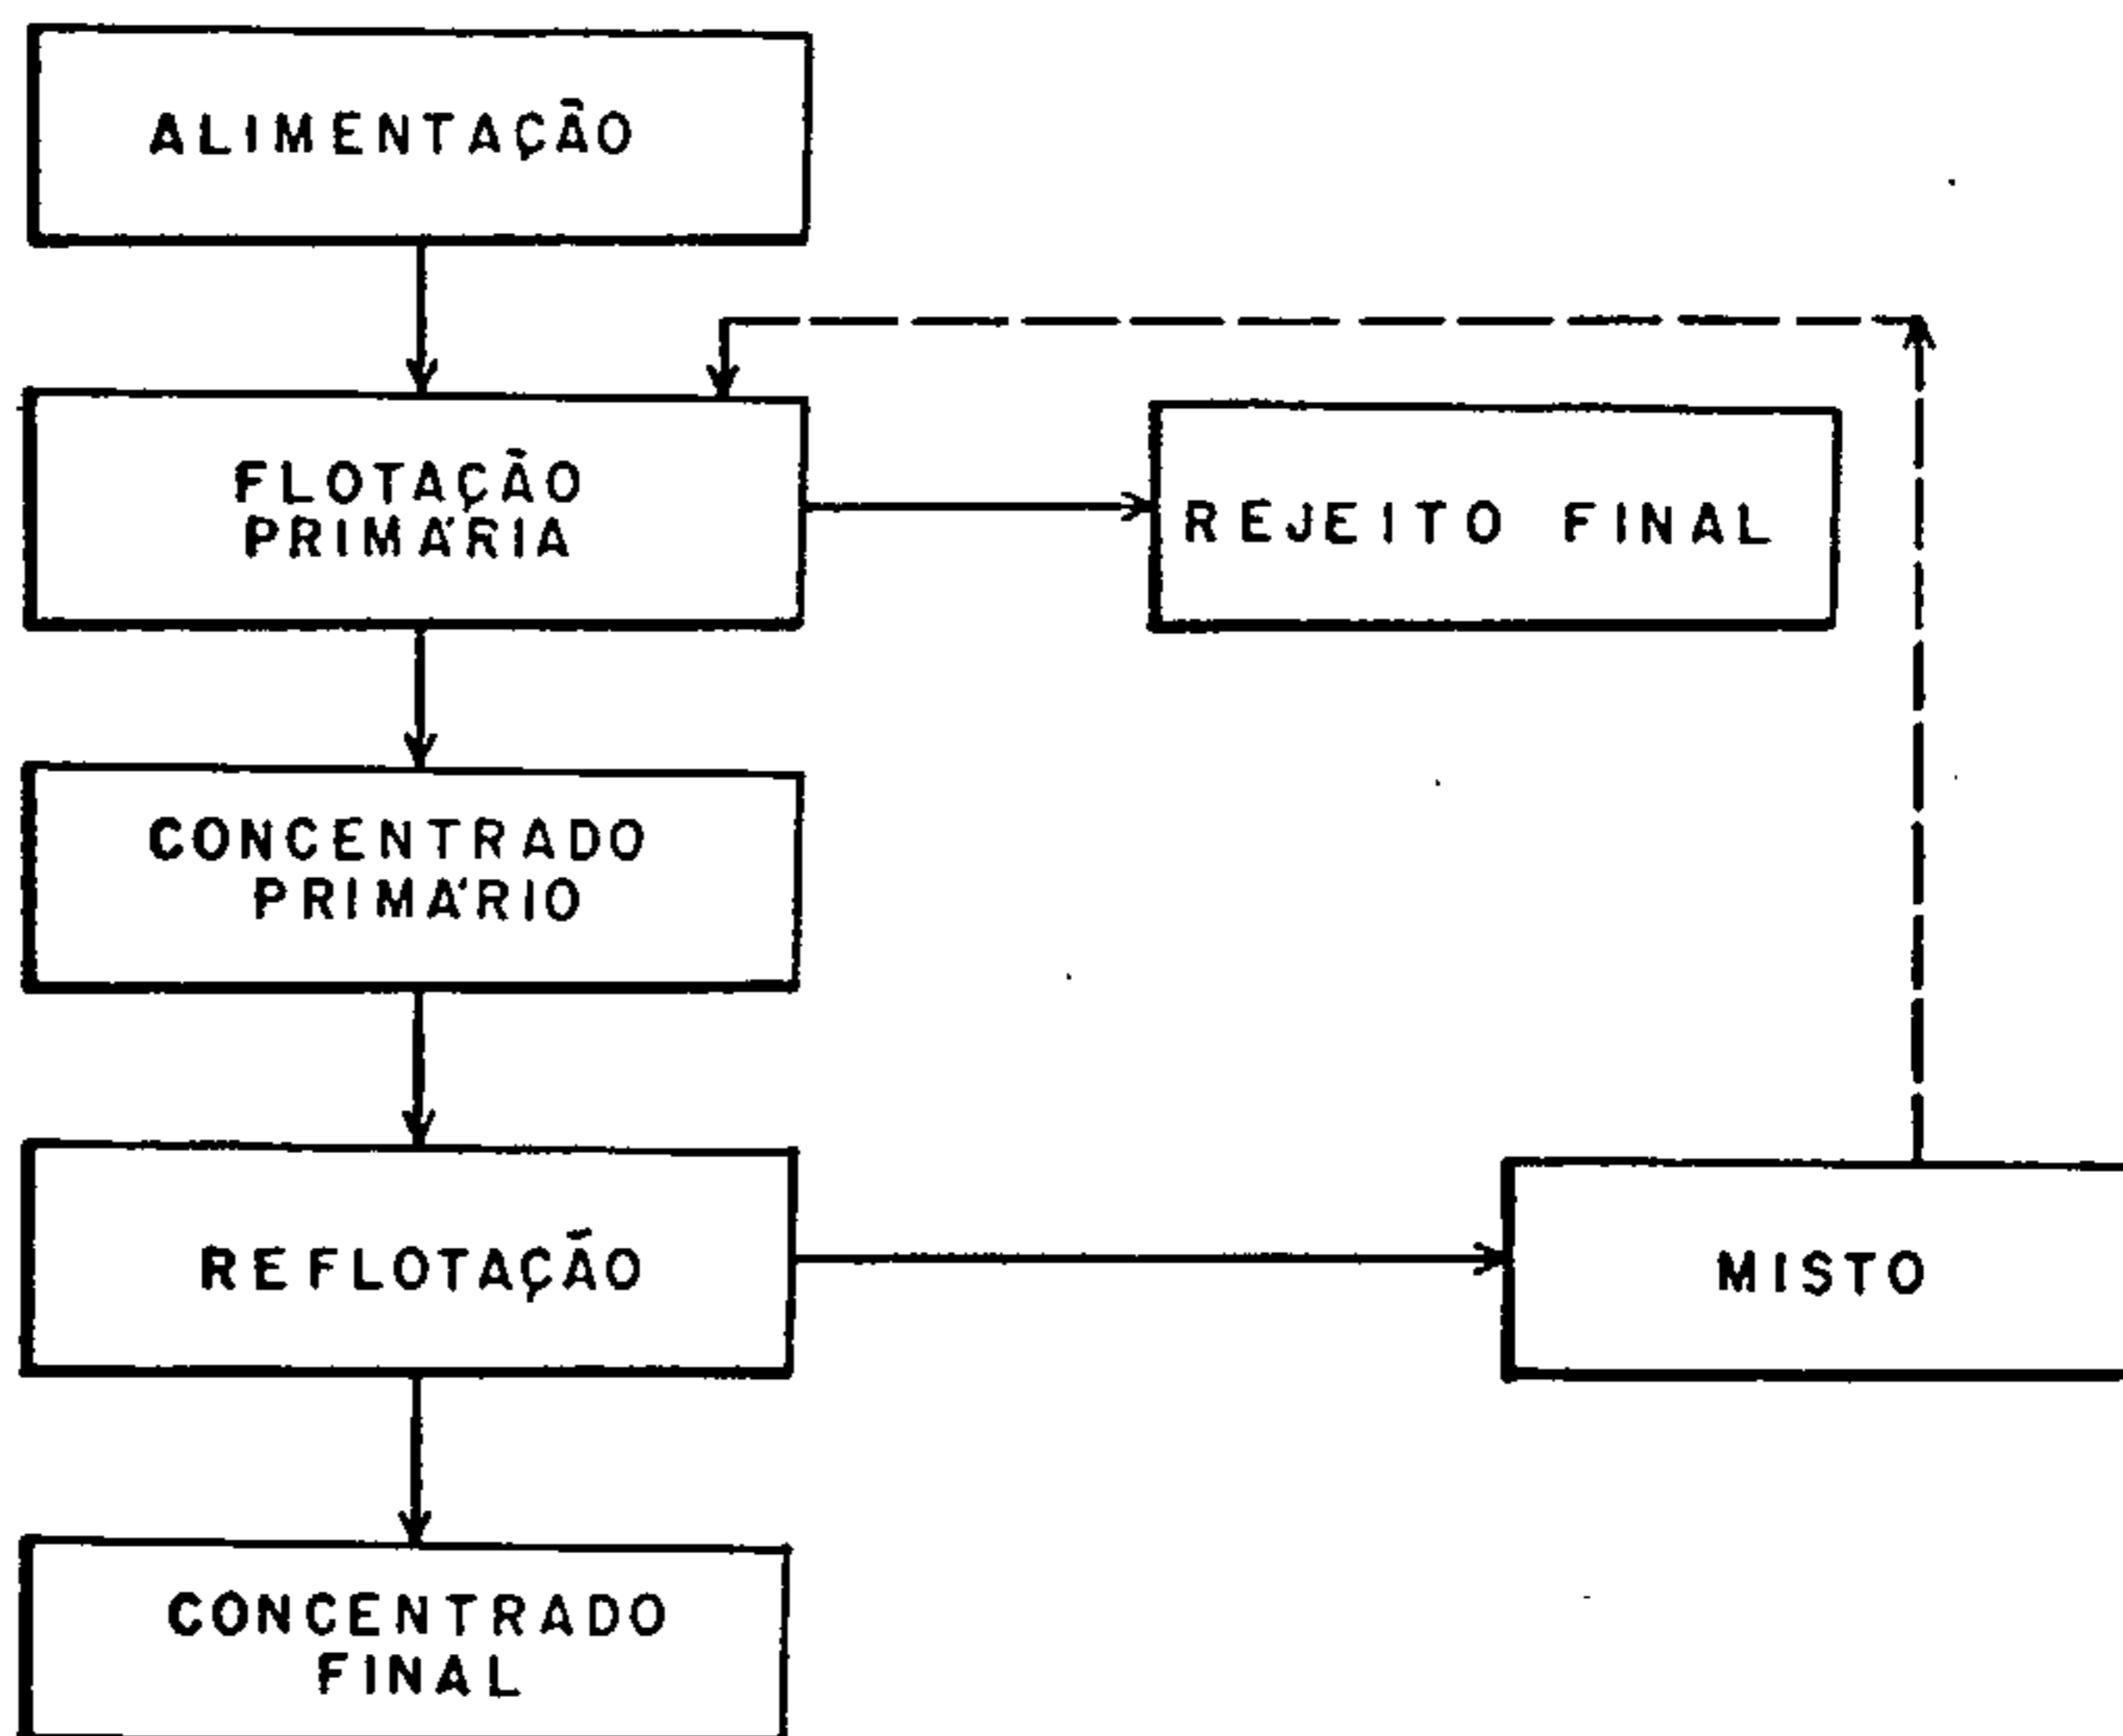 ALIMENTAÇÃO
FLOTAÇÃO
PRIMÁRIA
REJEITO FINAL
CONCENTRADO
PRIMÁRIO
REFLOTAÇÃO
MISTO
CONCENTRADO
FINAL